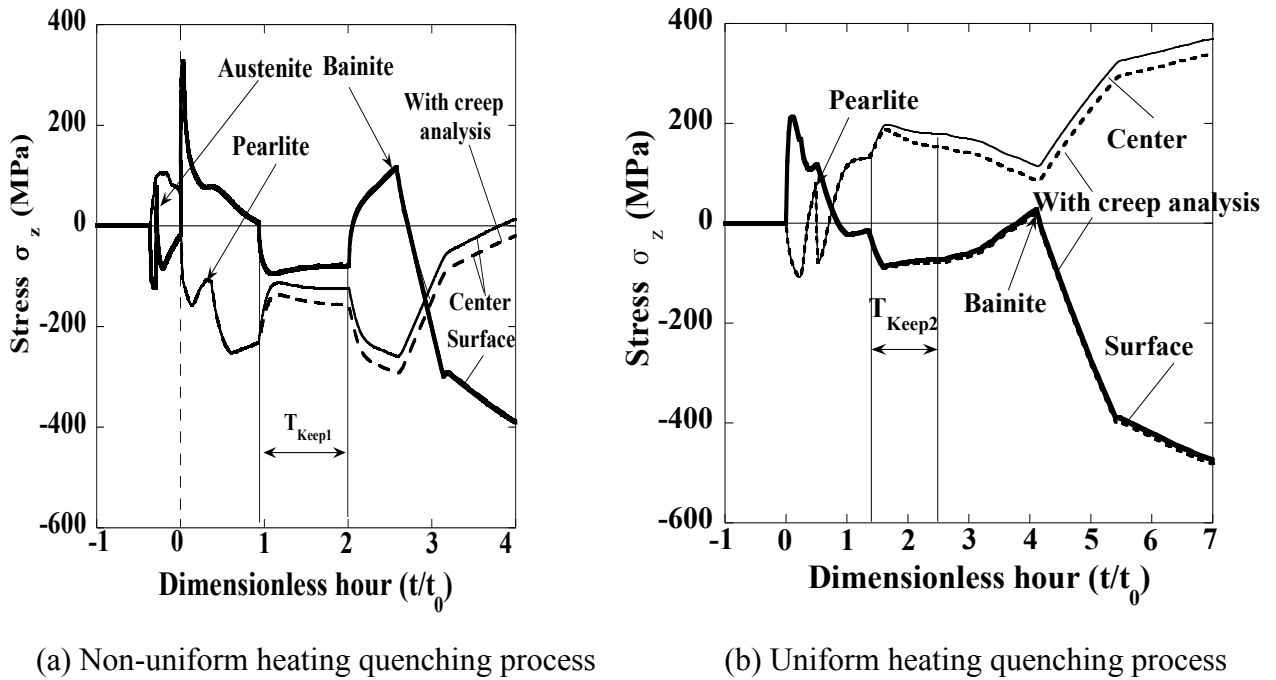 400
200
0
-200
-400
-600
Stress σ z (MPa)
Austenite
Bainite
With creep
analysis
Pearlite
Center
Surface
TKeep1
-1 0 1 2 3 4
Dimensionless hour (t/t0)
(a) Non-uniform heating quenching process
400
200
0
-200
-400
-600
Stress σ z (MPa)
Pearlite
Center
With creep analysis
Bainite
TKeep2
Surface
-1 0 1 2 3 4 5 6 7
Dimensionless hour (t/t0)
(b) Uniform heating quenching process